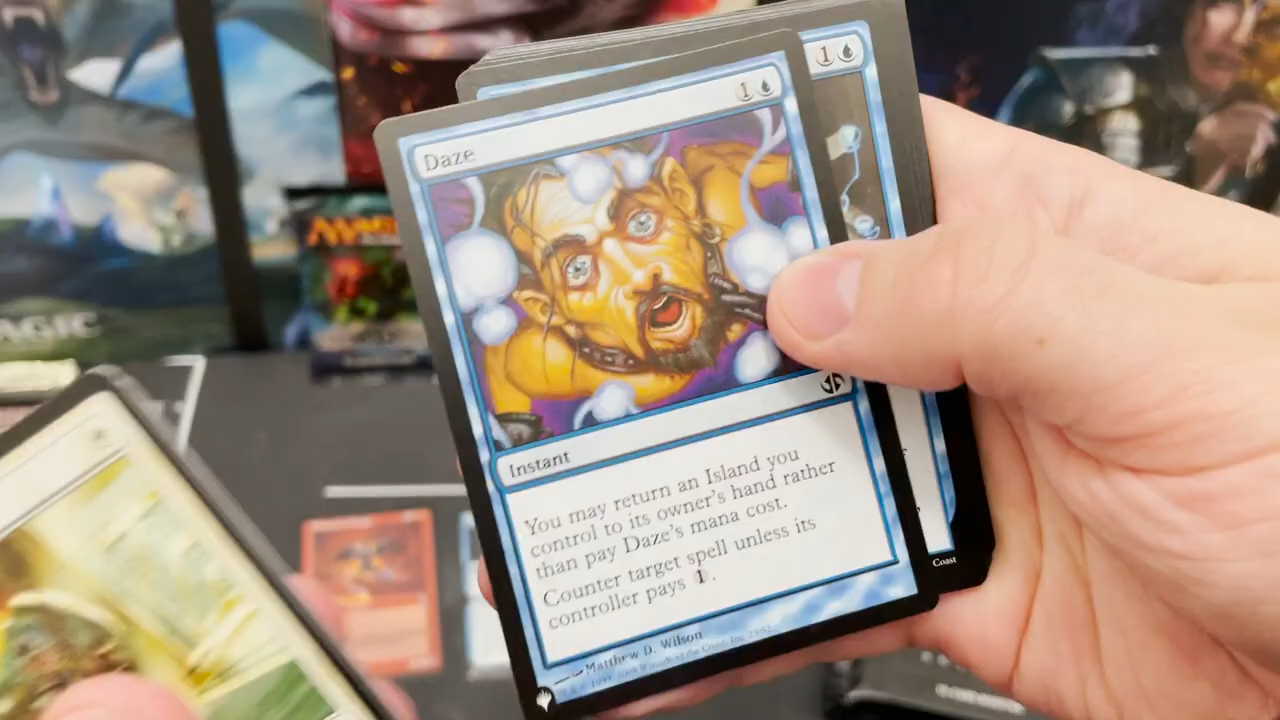 Daze
1
1
Instant
You may return an Island you
control to its owner's hand rather
than pay Daze's mana cost.
Counter target spell unless its
controller pays 1.
Matthew D. Wilson
Coast
MAGIC